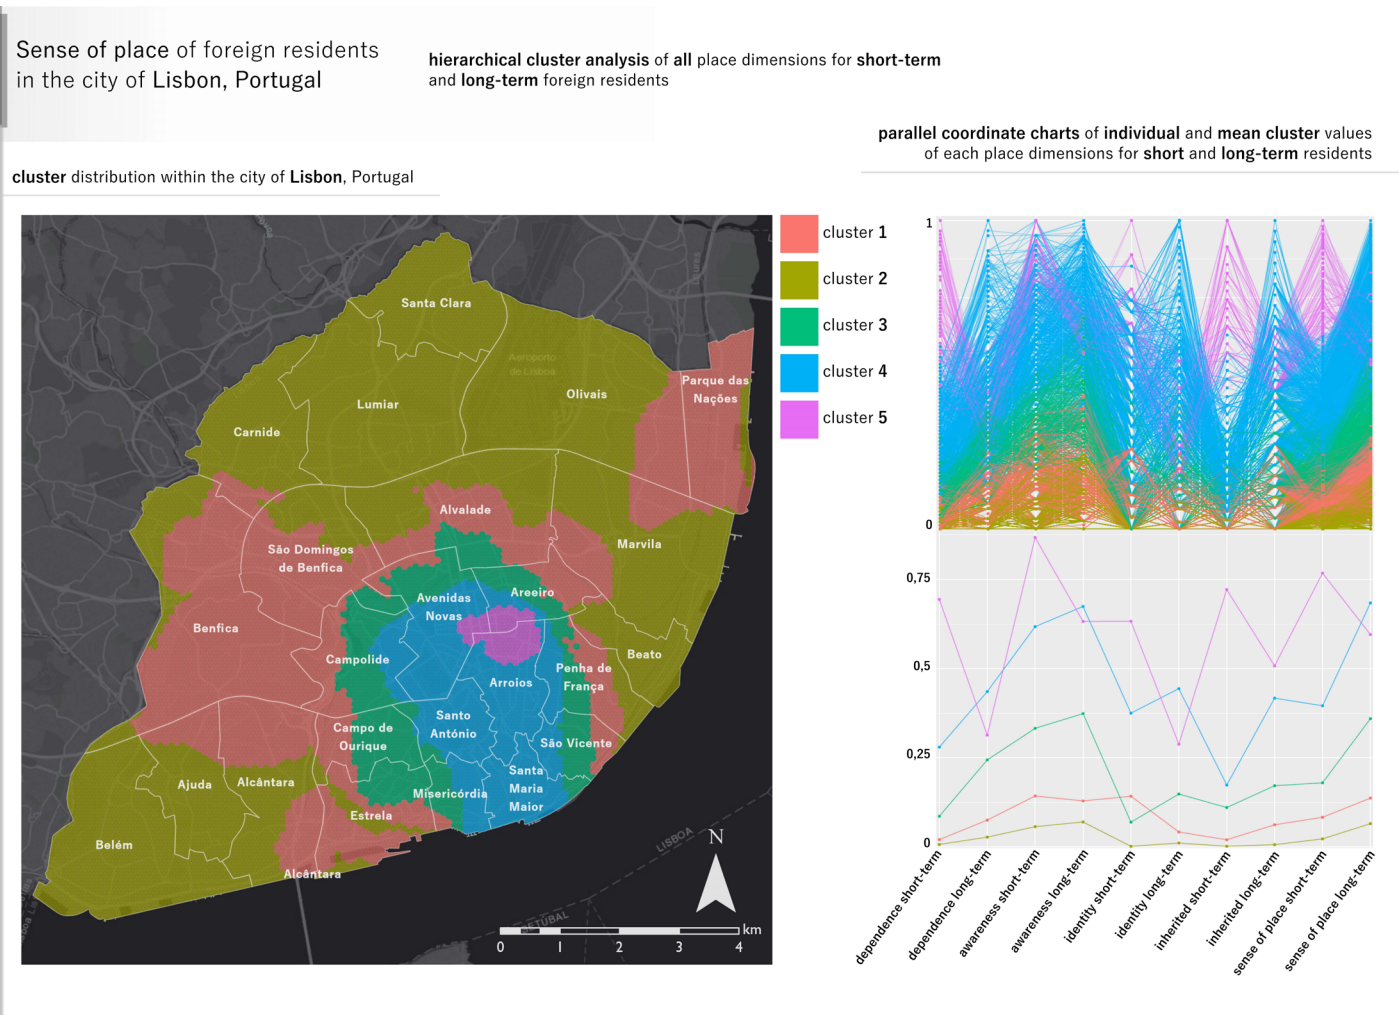 Sense of place of foreign residents
in the city of Lisbon, Portugal
hierarchical cluster analysis of all place dimensions for short-term
and long-term foreign residents
parallel coordinate charts of individual and mean cluster values
of each place dimensions for short and long-term residents
cluster distribution within the city of Lisbon, Portugal
cluster 1
cluster 2
cluster 3
cluster 4
cluster 5
Santa Clara
Aeroporto
de Lisboa
Olivais
Parque das
Nações
Lumiar
Carnide
Alvalade
São Domingos
de Benfica
Marvila
Avenidas
Novas
Areeiro
Benfica
Campolide
Beato
Penha de
França
Arroios
Santo
António
Campo de
Ourique
São Vicente
Santa
Maria
Maior
Ajuda
Alcântara
Misericórdia
Estrela
Belém
Alcântara
LISBOA
SETÚBAL
N
km
0 1 2 3 4
1
0
0,75
0,5
0,25
0
dependence short-term
dependence long-term
awareness short-term
awareness long-term
identity short-term
identity long-term
inherited short-term
inherited long-term
sense of place short-term
sense of place long-term